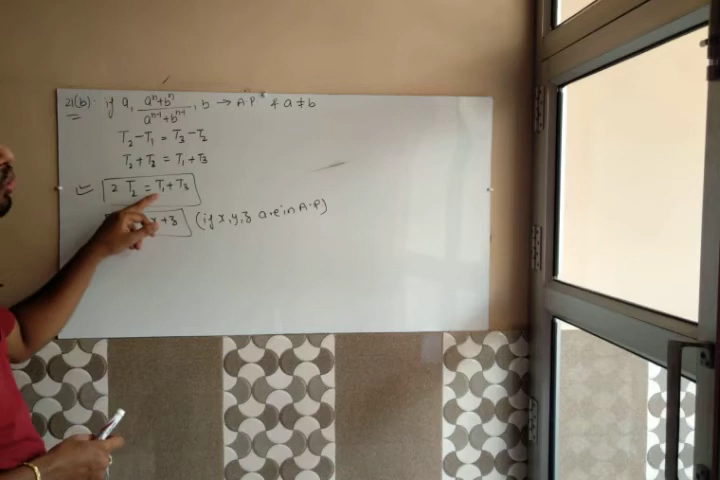 21(b). if a, (aⁿ+bⁿ)/(aⁿ⁻¹+bⁿ⁻¹), b → A P & a ≠ b
T₂ - T₁ = T₃ - T₂
T₂ + T₂ = T₁ + T₃
2 T₂ = T₁ + T₃
x + z (if x, y, z are in A.P)